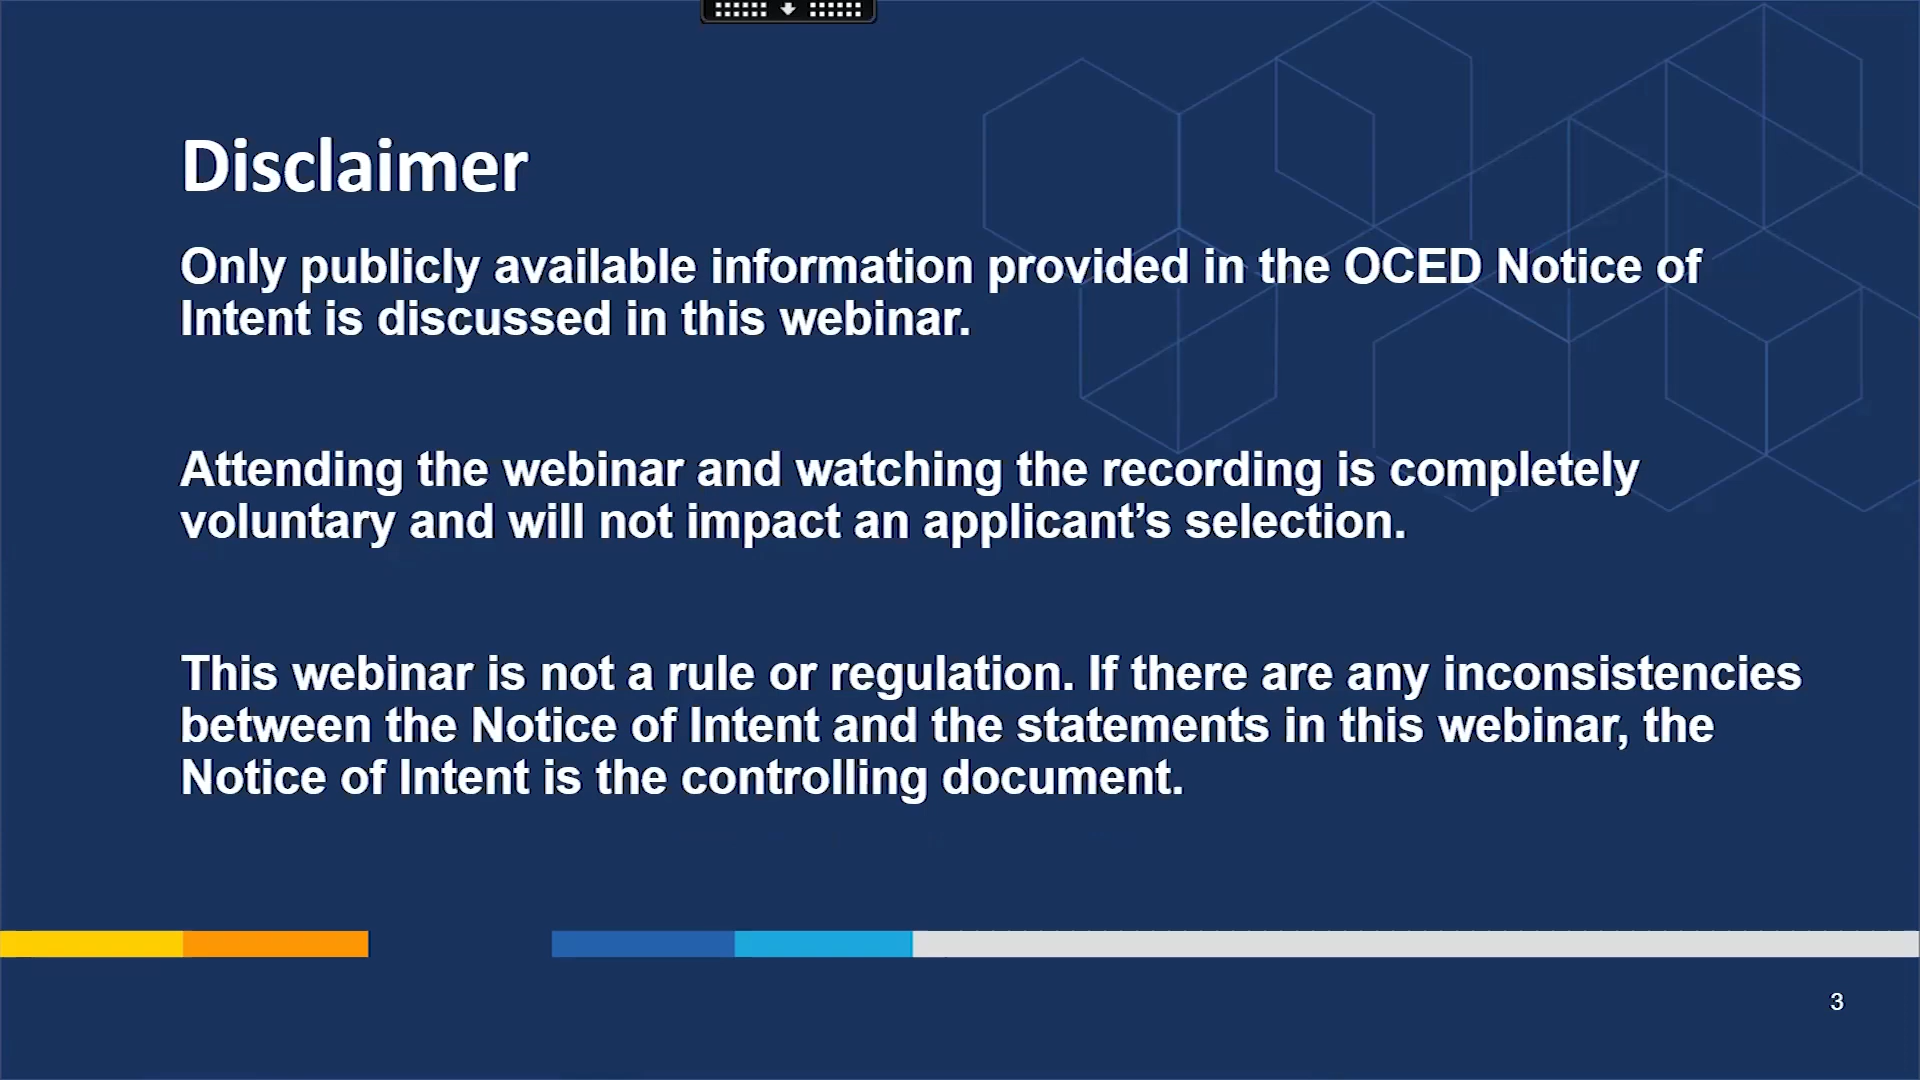 Disclaimer
Only publicly available information provided in the OCED Notice of
Intent is discussed in this webinar.
Attending the webinar and watching the recording is completely
voluntary and will not impact an applicant’s selection.
This webinar is not a rule or regulation. If there are any inconsistencies
between the Notice of Intent and the statements in this webinar, the
Notice of Intent is the controlling document.
3